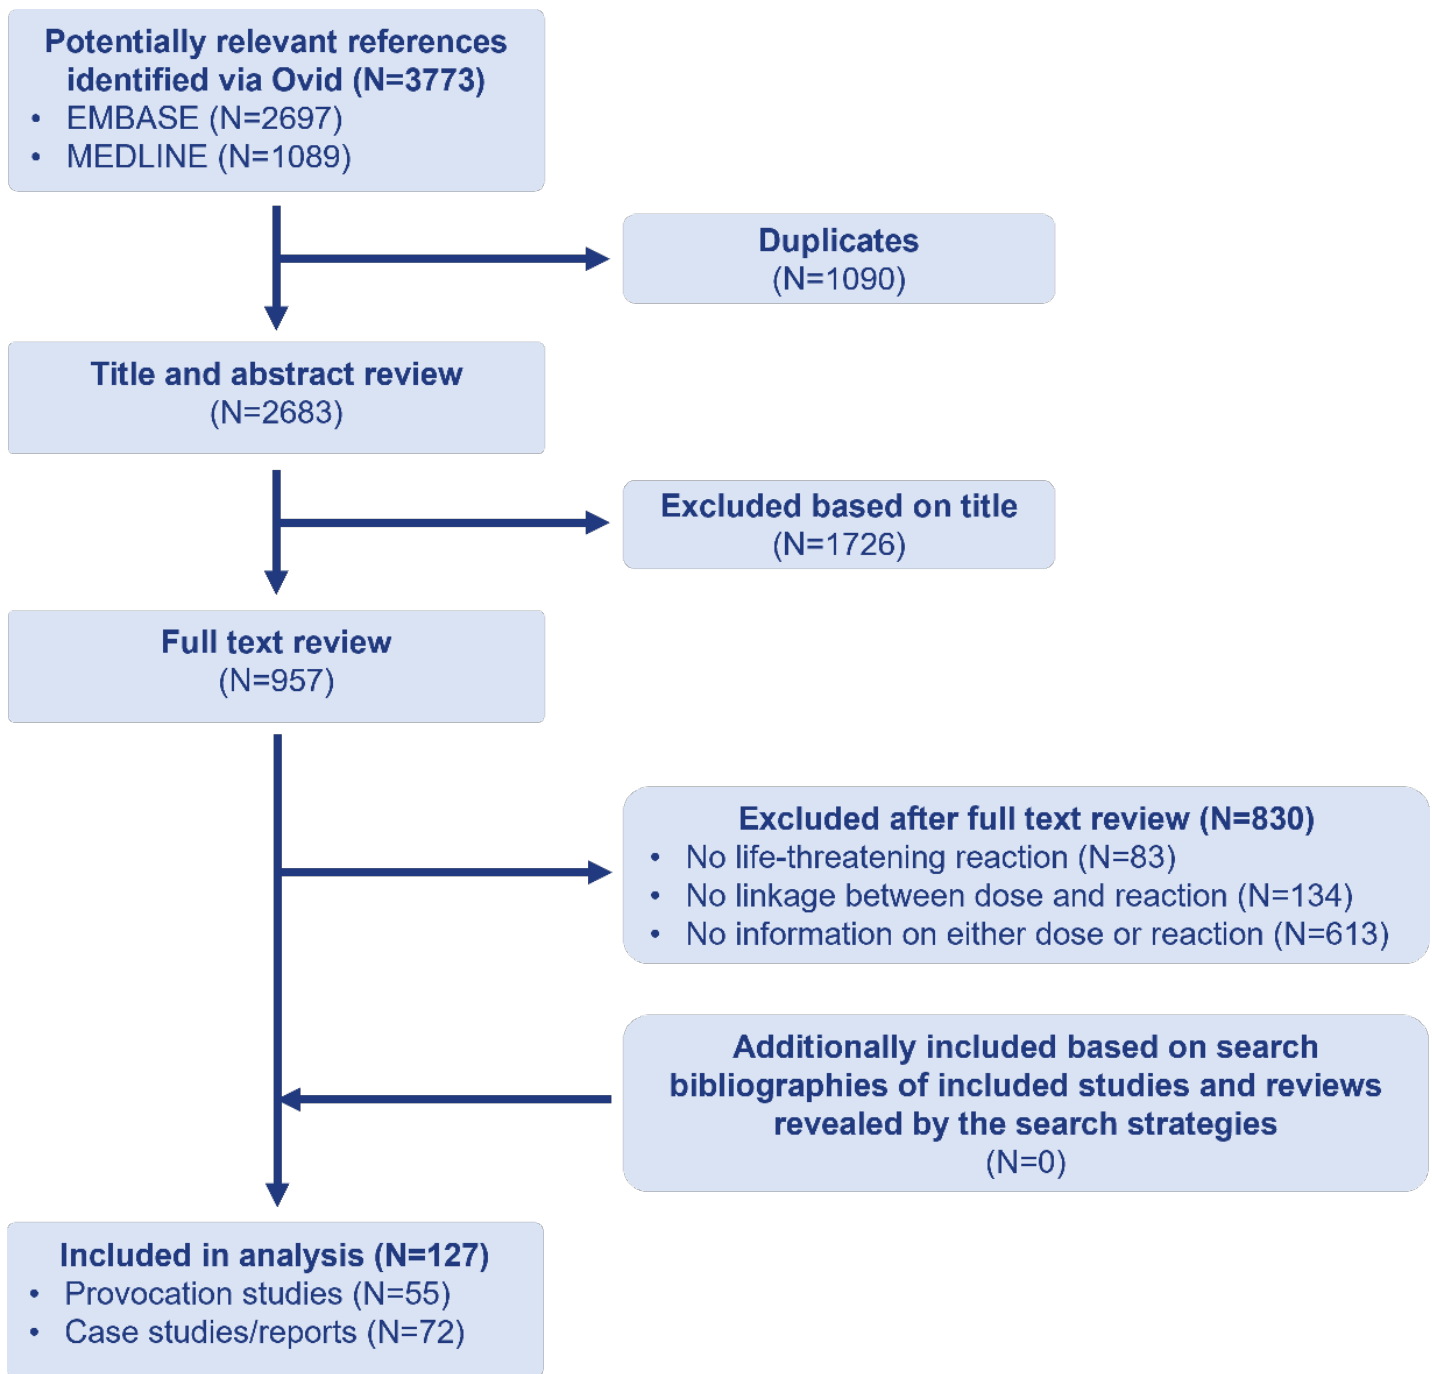 Potentially relevant references
identified via Ovid (N=3773)
• EMBASE (N=2697)
• MEDLINE (N=1089)
Duplicates
(N=1090)
Title and abstract review
(N=2683)
Excluded based on title
(N=1726)
Full text review
(N=957)
Excluded after full text review (N=830)
• No life-threatening reaction (N=83)
• No linkage between dose and reaction (N=134)
• No information on either dose or reaction (N=613)
Additionally included based on search
bibliographies of included studies and reviews
revealed by the search strategies
(N=0)
Included in analysis (N=127)
• Provocation studies (N=55)
• Case studies/reports (N=72)